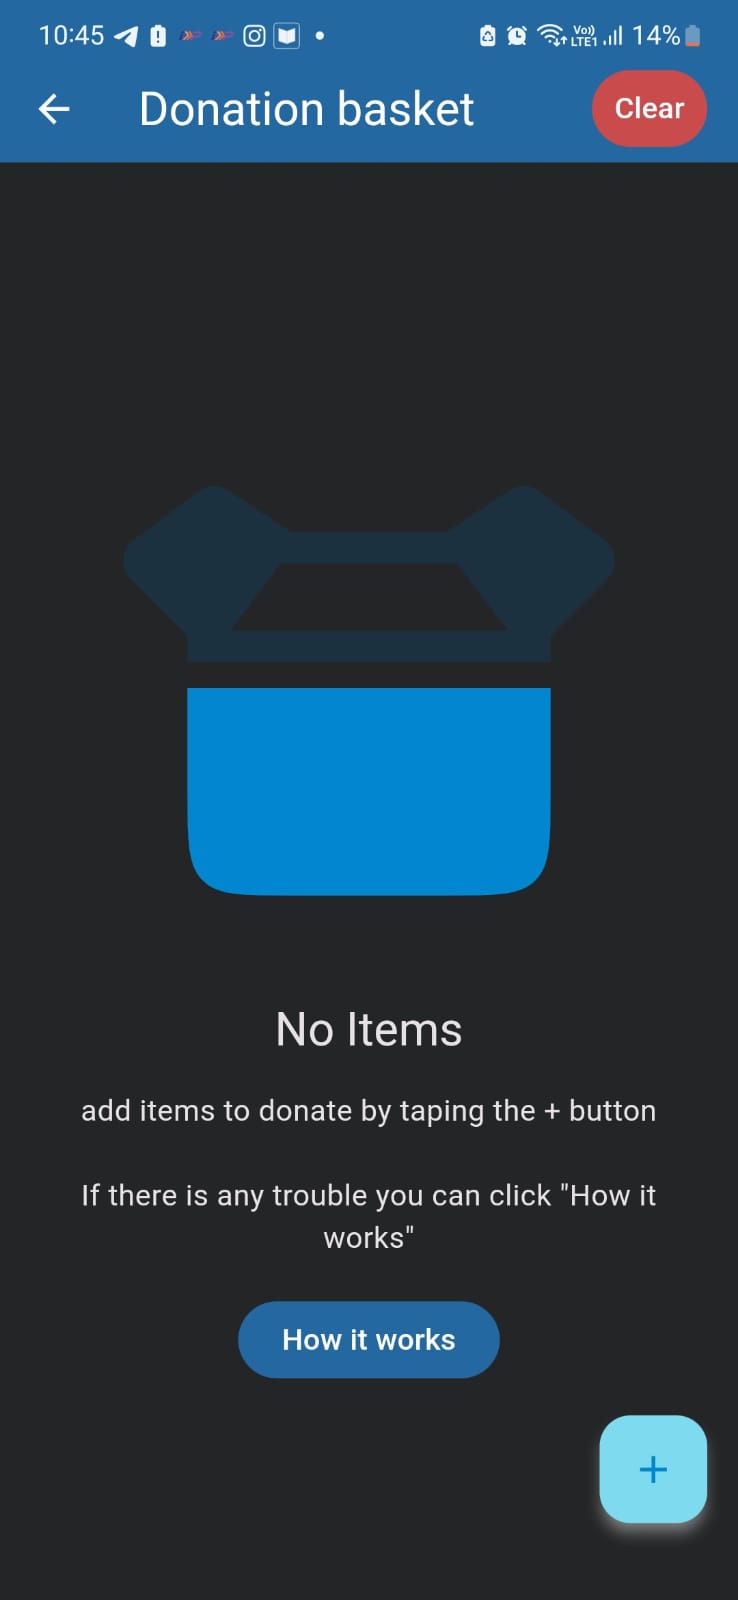 10:45 Vo)) LTE1 14%
Donation basket
Clear
No Items
add items to donate by taping the + button
If there is any trouble you can click "How it
works"
How it works
+